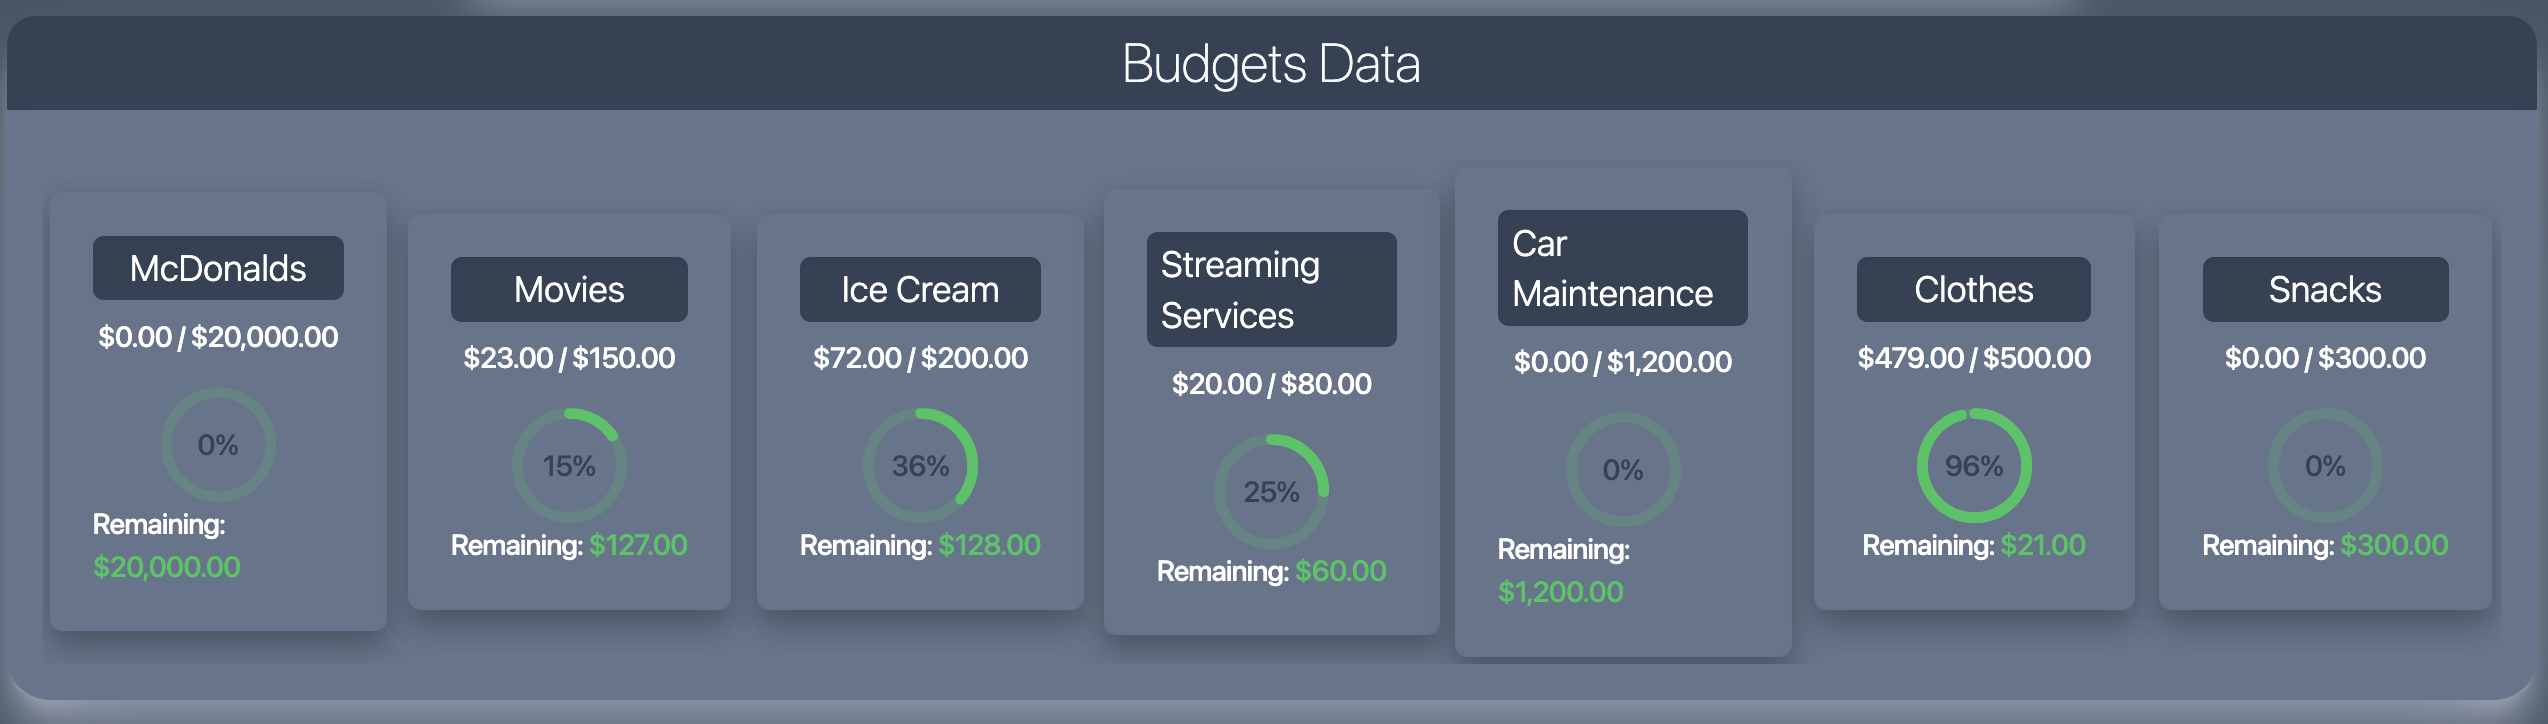 Budgets Data
McDonalds
$0.00 / $20,000.00
0%
Remaining:
$20,000.00
Movies
$23.00 / $150.00
15%
Remaining: $127.00
Ice Cream
$72.00 / $200.00
36%
Remaining: $128.00
Streaming
Services
$20.00 / $80.00
25%
Remaining: $60.00
Car
Maintenance
$0.00 / $1,200.00
0%
Remaining:
$1,200.00
Clothes
$479.00 / $500.00
96%
Remaining: $21.00
Snacks
$0.00 / $300.00
0%
Remaining: $300.00